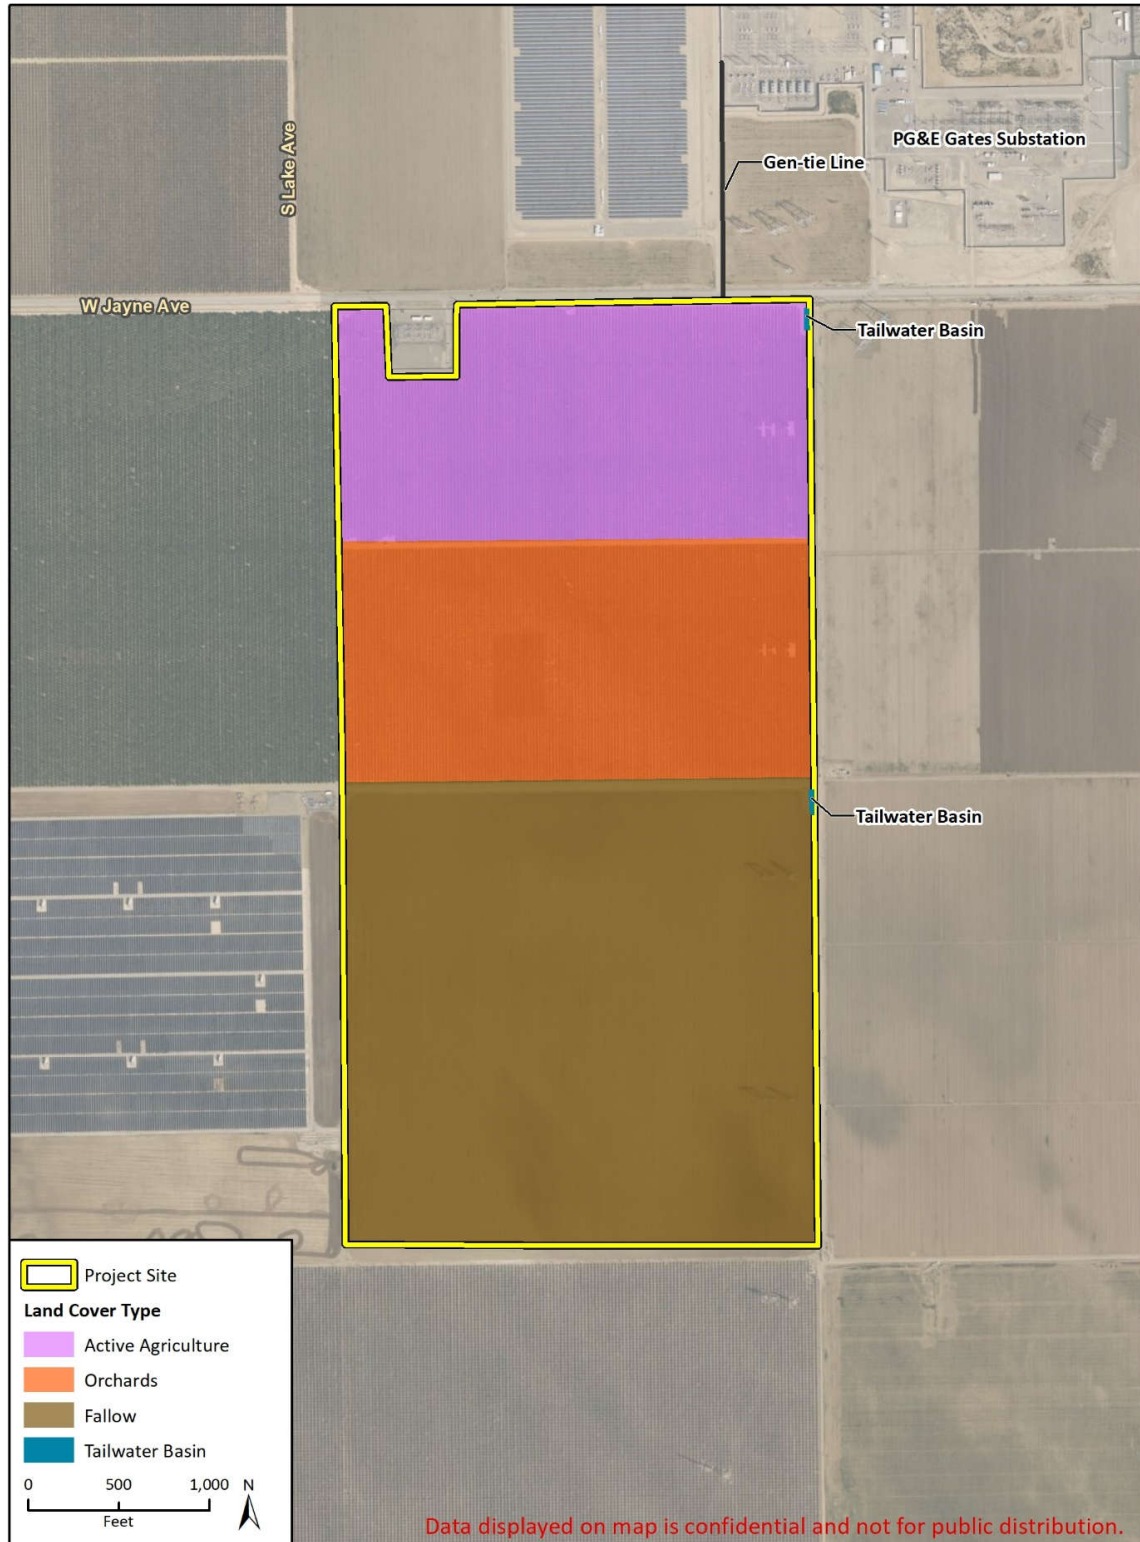 S Lake Ave
PG&E Gates Substation
Gen-tie Line
W Jayne Ave
Tailwater Basin
Tailwater Basin
Project Site
Land Cover Type
Active Agriculture
Orchards
Fallow
Tailwater Basin
0 500 1,000 N
Feet
Data displayed on map is confidential and not for public distribution.